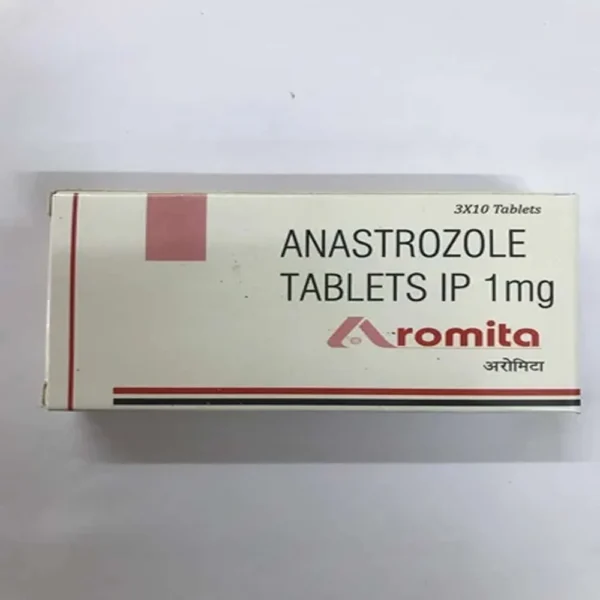 3X10 Tablets
ANASTROZOLE
TABLETS IP 1mg
Aromita
अरोमिटा